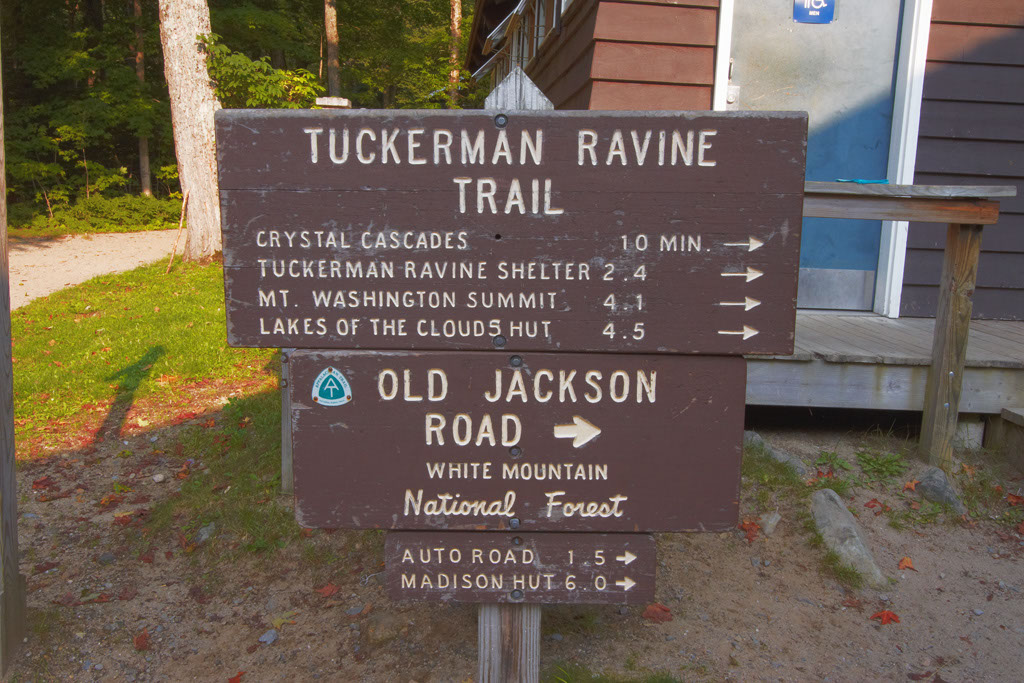 MEN
TUCKERMAN RAVINE
TRAIL
CRYSTAL CASCADES 10 MIN. →
TUCKERMAN RAVINE SHELTER 2.4 →
MT. WASHINGTON SUMMIT 4.1 →
LAKES OF THE CLOUDS HUT 4.5 →
OLD JACKSON
ROAD →
WHITE MOUNTAIN
National Forest
AUTO ROAD 1.5 →
MADISON HUT 6.0 →